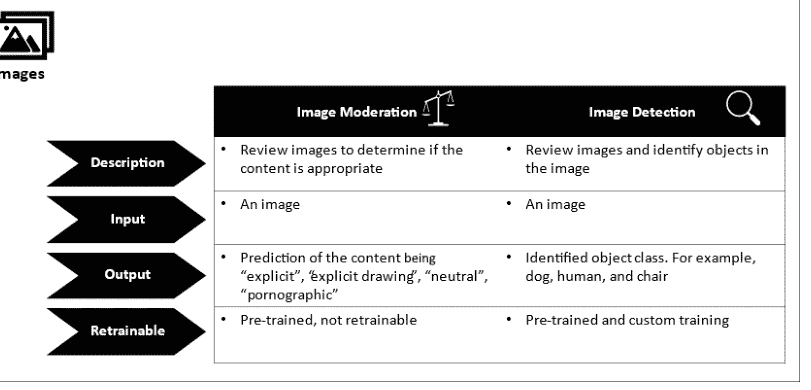 mages
Image Moderation
Image Detection
Description
• Review images to determine if the
content is appropriate
• Review images and identify objects in
the image
Input
• An image
• An image
Output
• Prediction of the content being
“explicit”, “explicit drawing”, “neutral”,
“pornographic”
• Identified object class. For example,
dog, human, and chair
Retrainable
• Pre-trained, not retrainable
• Pre-trained and custom training